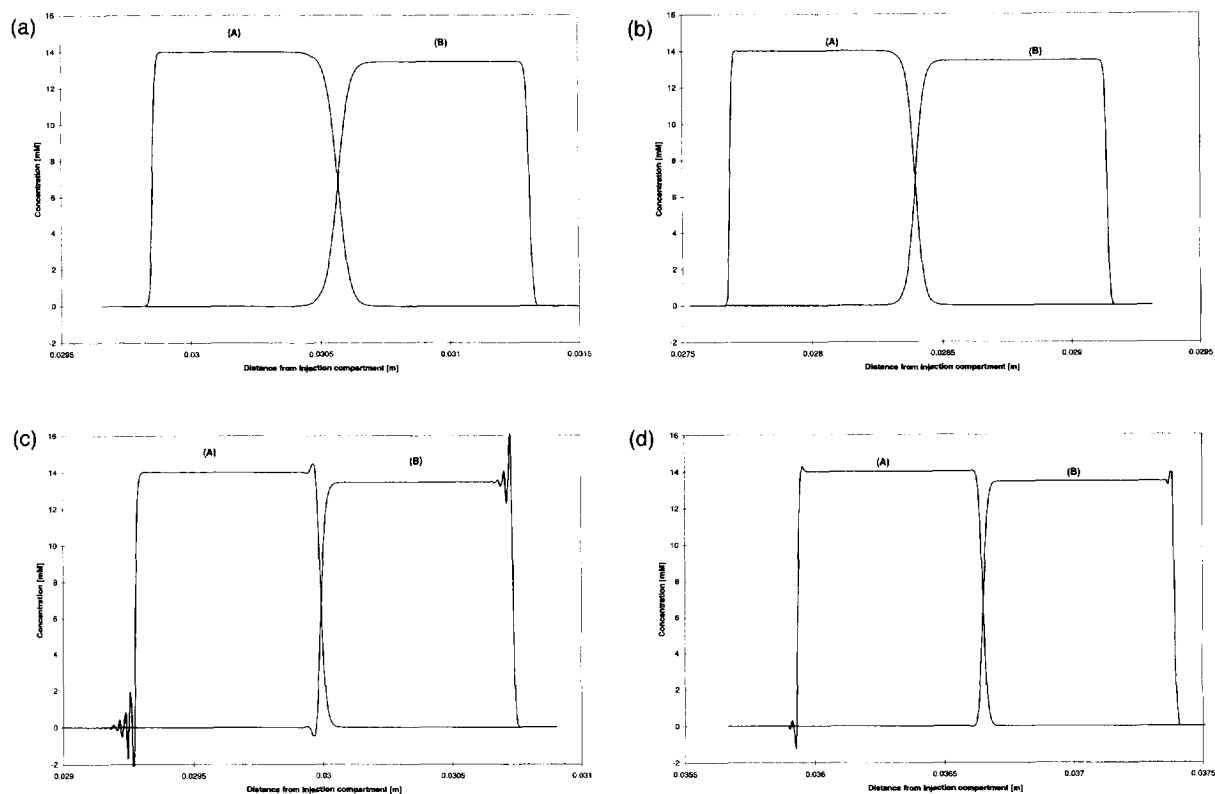 (a)
16
14
12
10
8
6
4
2
0
-2
Concentration [mM]
(A)
(B)
0.0295 0.03 0.0305 0.031 0.0315
Distance from injection compartment [m]
(b)
16
14
12
10
8
6
4
2
0
-2
Concentration [mM]
(A)
(B)
0.0275 0.028 0.0285 0.029 0.0295
Distance from injection compartment [m]
(c)
16
14
12
10
8
6
4
2
0
-2
Concentration [mM]
(A)
(B)
0.029 0.0295 0.03 0.0305 0.031
Distance from injection compartment [m]
(d)
16
14
12
10
8
6
4
2
0
-2
Concentration [mM]
(A)
(B)
0.0355 0.036 0.0365 0.037 0.0375
Distance from injection compartment [m]